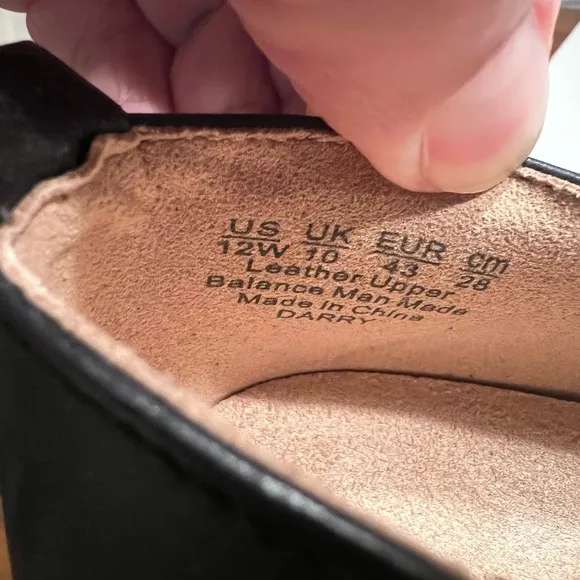 US UK EUR cm
12W 10 43 28
Leather Upper
Balance Man Made
Made In China
DARRY